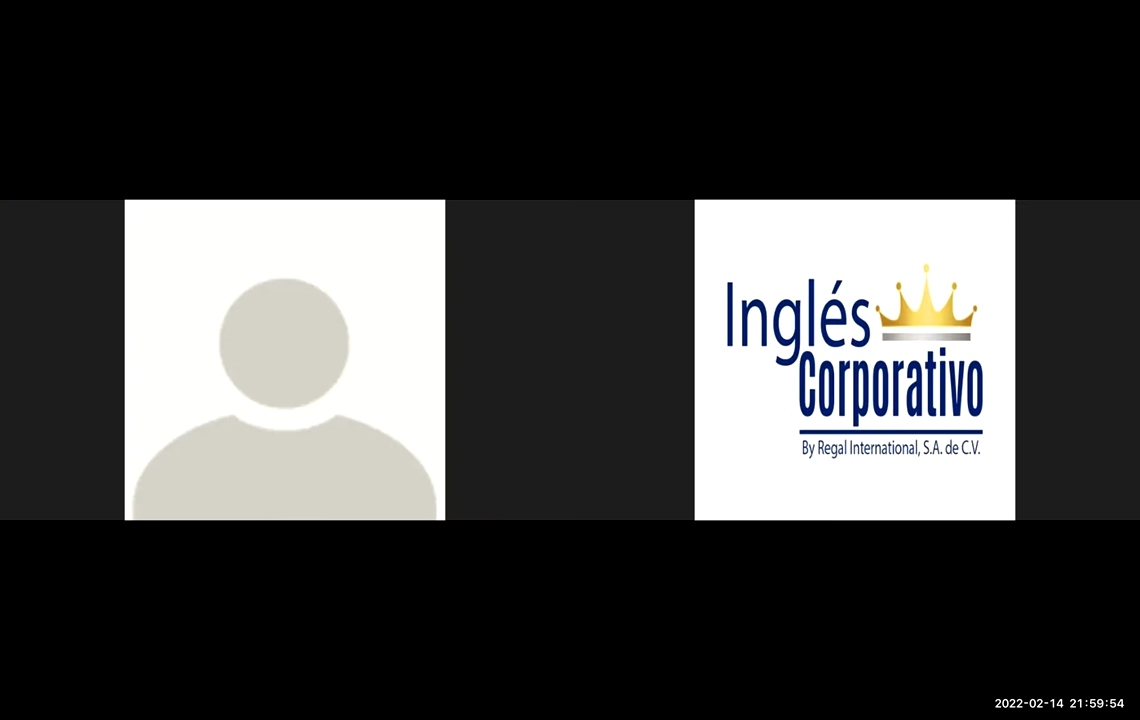 Inglés
Corporativo
By Regal International, S.A. de C.V.
2022-02-14 21:59:54